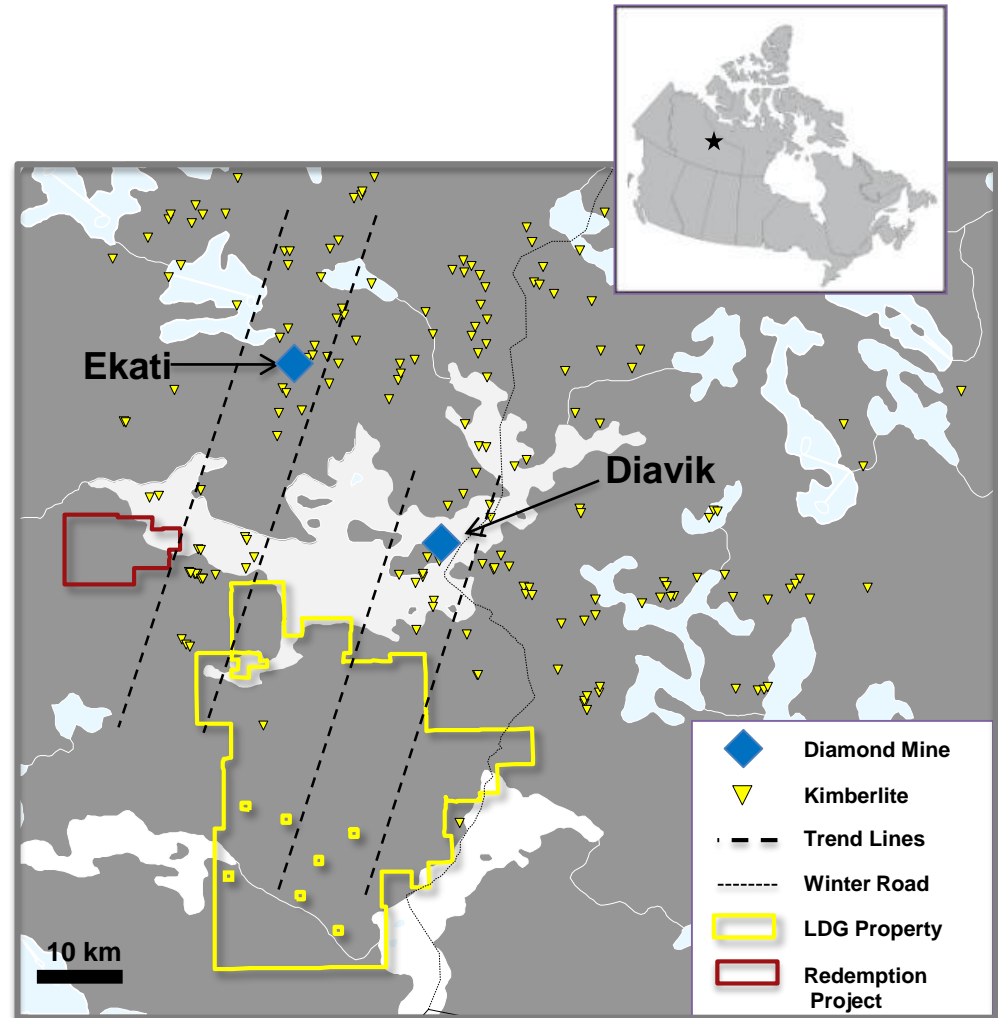 Ekati
Diavik
10 km
Diamond Mine
Kimberlite
Trend Lines
Winter Road
LDG Property
Redemption
Project